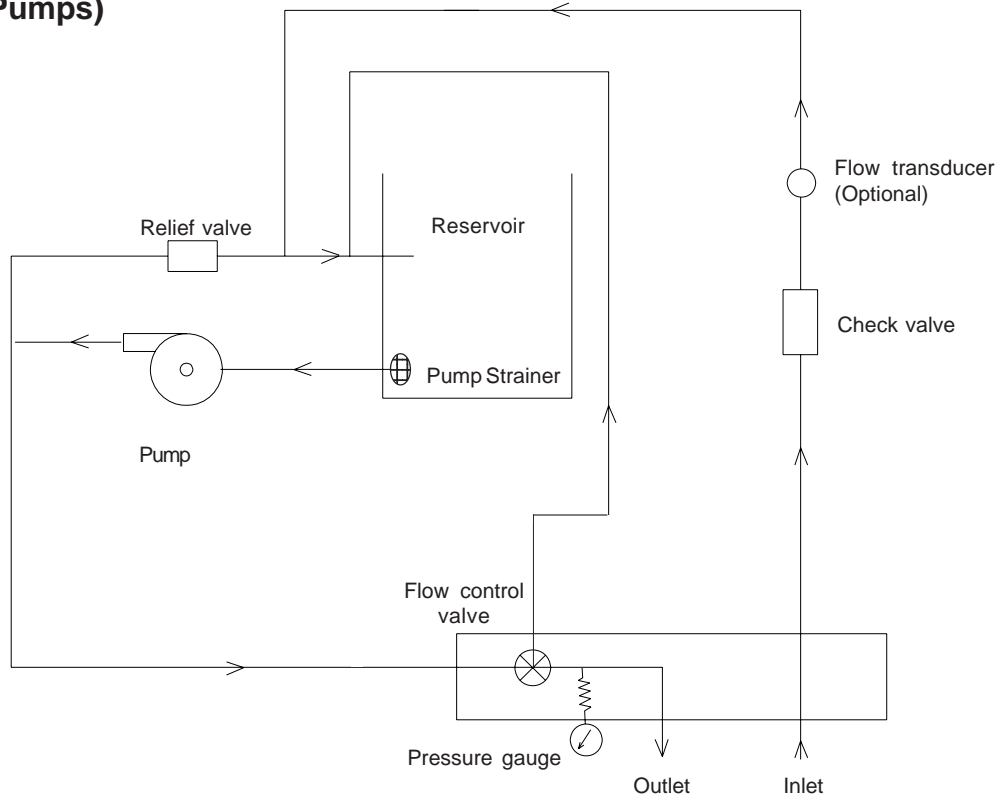 Pumps)
Flow transducer
(Optional)
Relief valve
Reservoir
Check valve
Pump Strainer
Pump
Flow control
valve
Pressure gauge
Outlet
Inlet